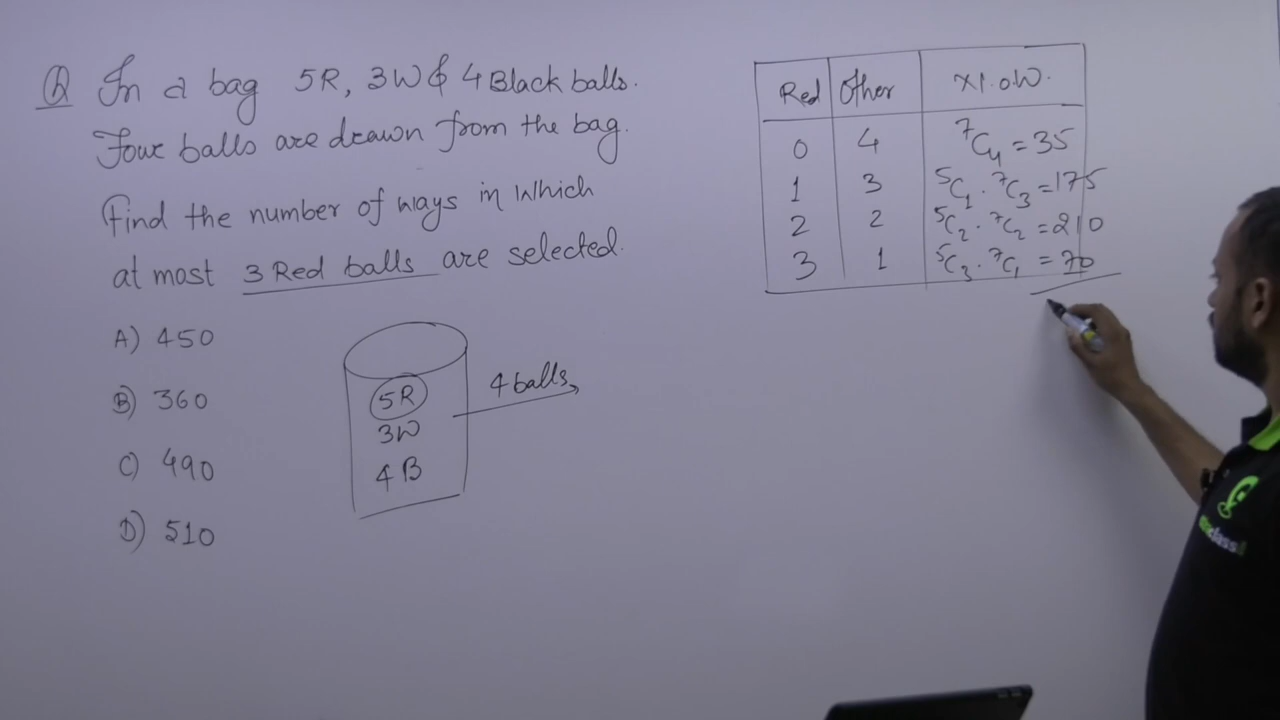 Q In a bag 5R, 3W & 4 Black balls.
Four balls are drawn from the bag.
Find the number of ways in which
at most 3 Red balls are selected.
A) 450
B) 360
C) 490
D) 510
5R
3W
4B
4 balls
Red Other x1.0W.
0 4 ⁷C₄ = 35
1 3 ⁵C₁ . ⁷C₃ = 175
2 2 ⁵C₂ . ⁷C₂ = 210
3 1 ⁵C₃ . ⁷C₁ = 70